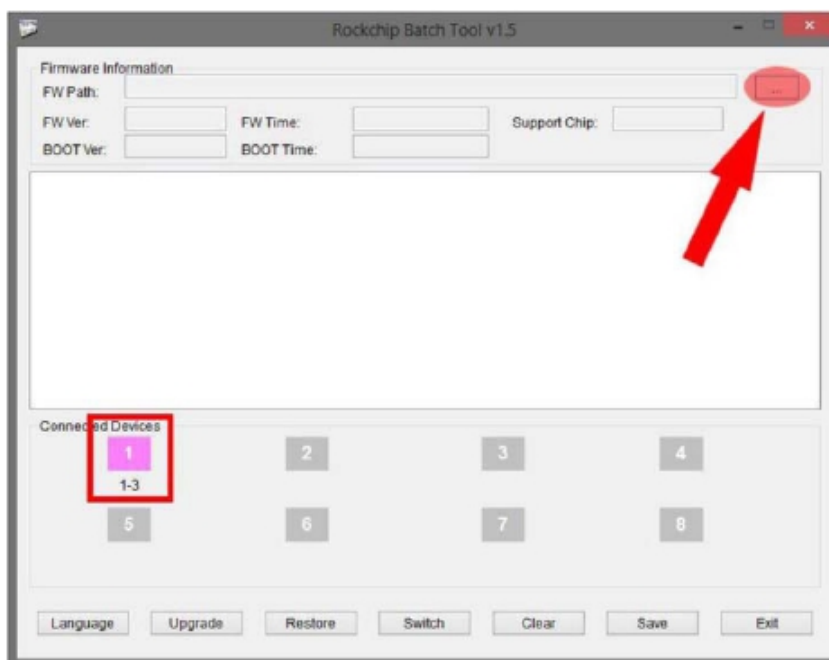 Rockchip Batch Tool v1.5
Firmware Information
FW Path:
...
FW Ver: FW Time: Support Chip:
BOOT Ver: BOOT Time:
Connected Devices
1 2 3 4
1-3
5 6 7 8
Language Upgrade Restore Switch Clear Save Exit